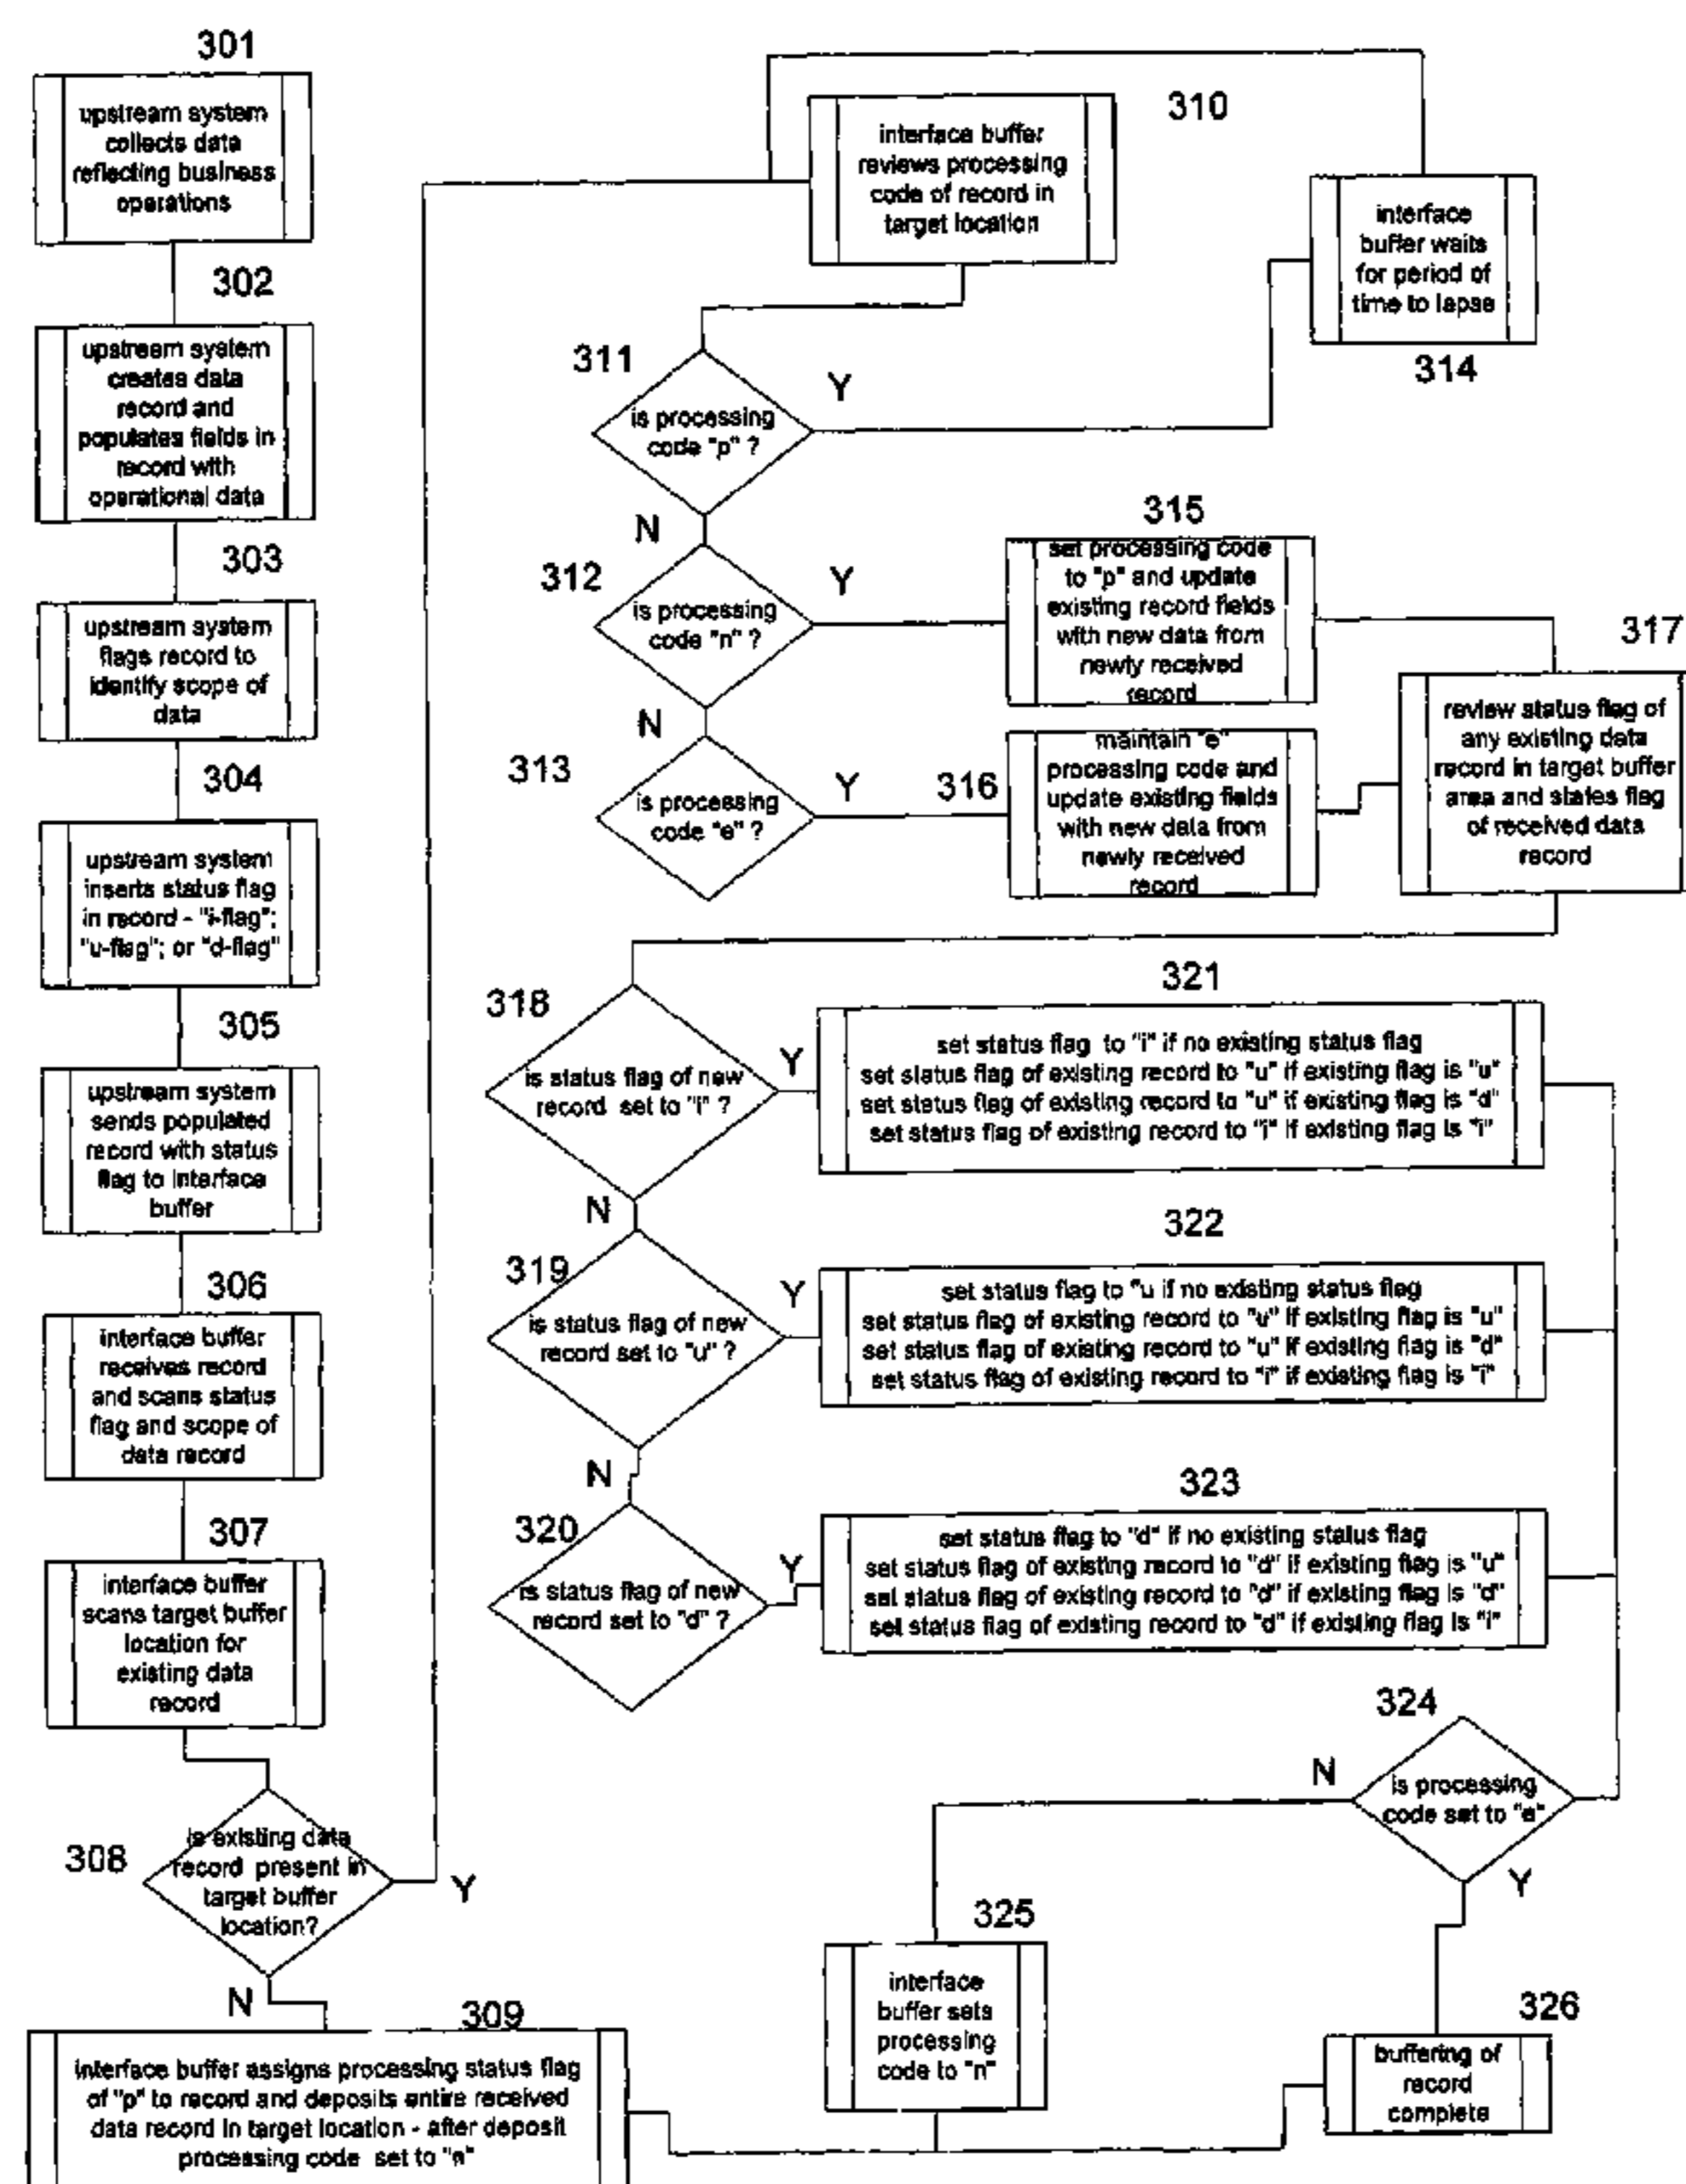 301
upstream system
collects data
reflecting business
operations
302
upstream system
creates data
record and
populates fields in
record with
operational data
303
upstream system
flags record to
identify scope of
data
304
upstream system
inserts status flag
in record - "i-flag";
"u-flag"; or "d-flag"
305
upstream system
sends populated
record with status
flag to interface
buffer
306
interface buffer
receives record
and scans status
flag and scope of
data record
307
interface buffer
scans target buffer
location for
existing data
record
308
is existing data
record present in
target buffer
location?
Y
N
309
interface buffer assigns processing status flag
of "p" to record and deposits entire received
data record in target location - after deposit
processing code set to "n"
310
interface buffer
reviews processing
code of record in
target location
311
is processing
code "p" ?
Y
N
314
interface
buffer waits
for period of
time to lapse
312
is processing
code "n" ?
Y
N
315
set processing code
to "p" and update
existing record fields
with new data from
newly received
record
313
is processing
code "e" ?
Y
316
maintain "e"
processing code and
update existing fields
with new data from
newly received
record
317
review status flag of
any existing data
record in target buffer
area and states flag
of received data
record
318
is status flag of new
record set to "i" ?
Y
N
321
set status flag to "i" if no existing status flag
set status flag of existing record to "u" if existing flag is "u"
set status flag of existing record to "u" if existing flag is "d"
set status flag of existing record to "i" if existing flag is "i"
319
is status flag of new
record set to "u" ?
Y
N
322
set status flag to "u if no existing status flag
set status flag of existing record to "u" if existing flag is "u"
set status flag of existing record to "u" if existing flag is "d"
set status flag of existing record to "i" if existing flag is "i"
320
is status flag of new
record set to "d" ?
Y
323
set status flag to "d" if no existing status flag
set status flag of existing record to "d" if existing flag is "u"
set status flag of existing record to "d" if existing flag is "d"
set status flag of existing record to "d" if existing flag is "i"
324
is processing
code set to "e"
N
Y
325
interface
buffer sets
processing
code to "n"
326
buffering of
record
complete